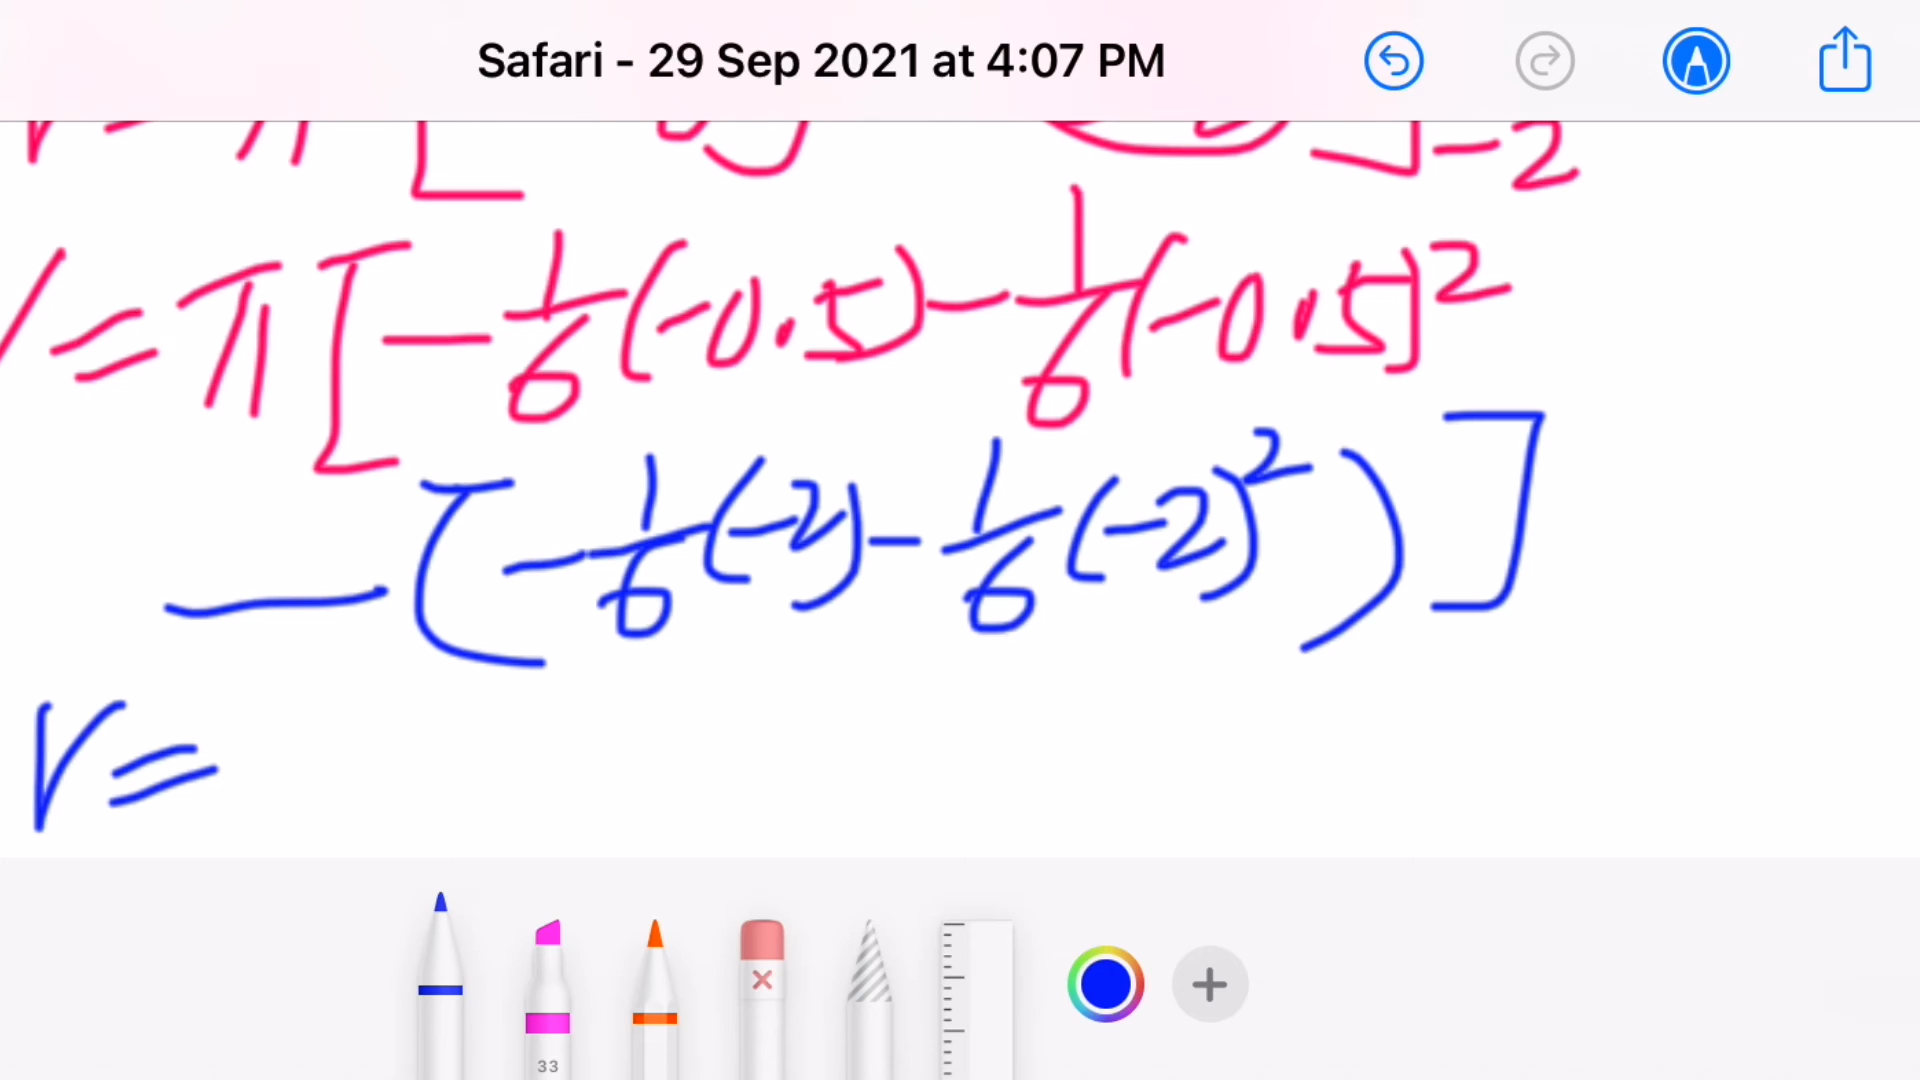 Safari - 29 Sep 2021 at 4:07 PM
-2
V = π[-1/6(-0.5) - 1/6(-0.5)²
- (-1/6(-2) - 1/6(-2)²)]
V =
33